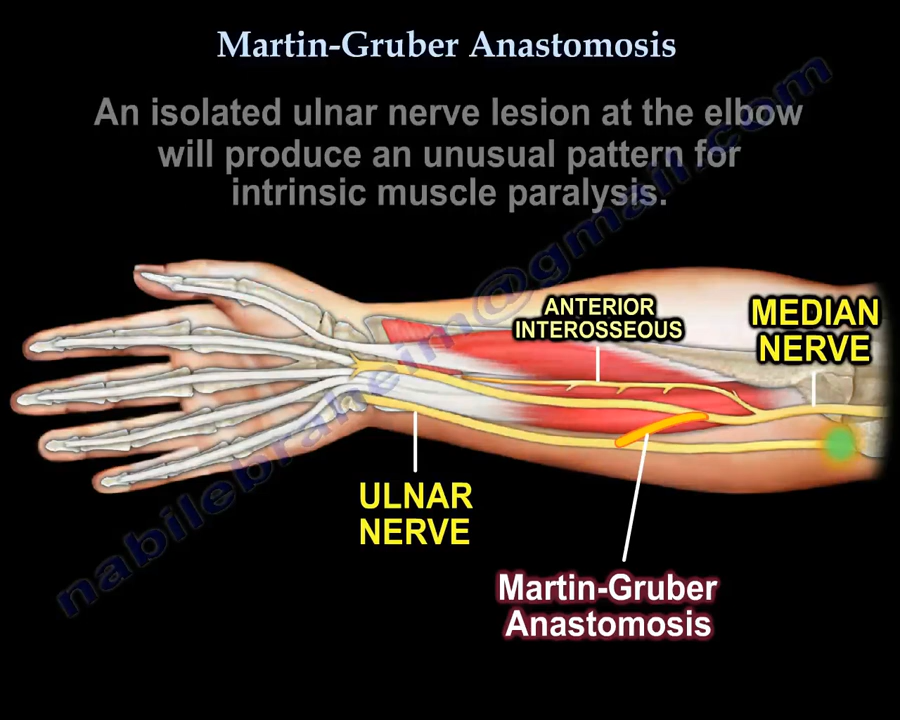 Martin-Gruber Anastomosis
An isolated ulnar nerve lesion at the elbow
will produce an unusual pattern for
intrinsic muscle paralysis.
ANTERIOR
INTEROSSEOUS
MEDIAN
NERVE
ULNAR
NERVE
Martin-Gruber
Anastomosis
nabilebraheim@gmail.com